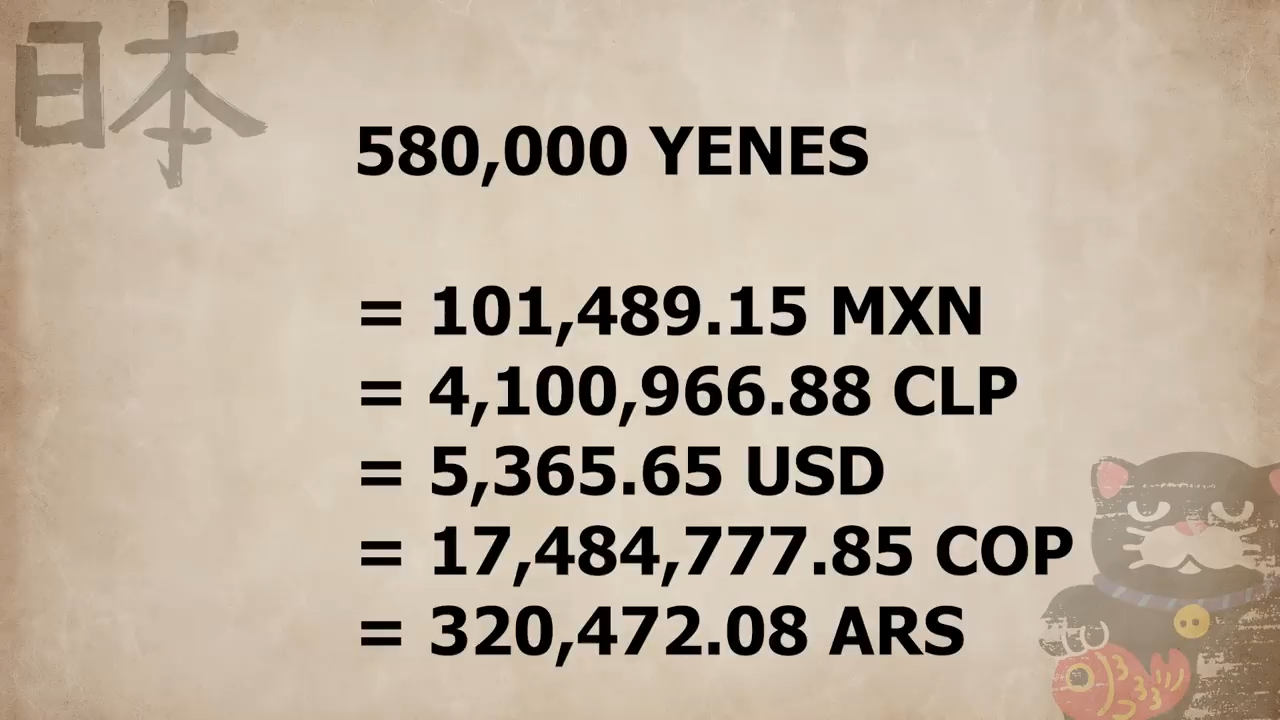 日本
580,000 YENES
= 101,489.15 MXN
= 4,100,966.88 CLP
= 5,365.65 USD
= 17,484,777.85 COP
= 320,472.08 ARS